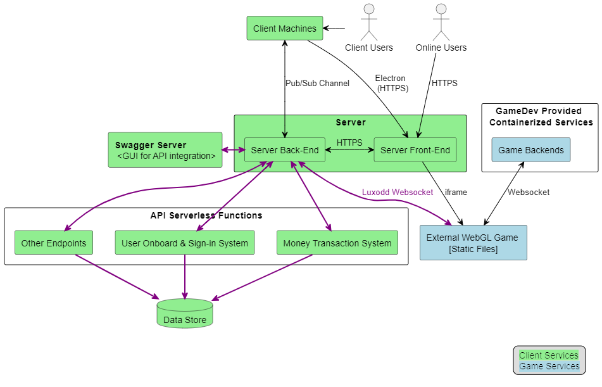 Client Machines
Client Users
Online Users
Pub/Sub Channel
Electron
(HTTPS)
HTTPS
GameDev Provided
Containerized Services
Game Backends
Server
Swagger Server
<GUI for API integration>
Server Back-End
HTTPS
Server Front-End
Luxodd Websocket
iframe
Websocket
API Serverless Functions
Other Endpoints
User Onboard & Sign-in System
Money Transaction System
External WebGL Game
[Static Files]
Data Store
Client Services
Game Services